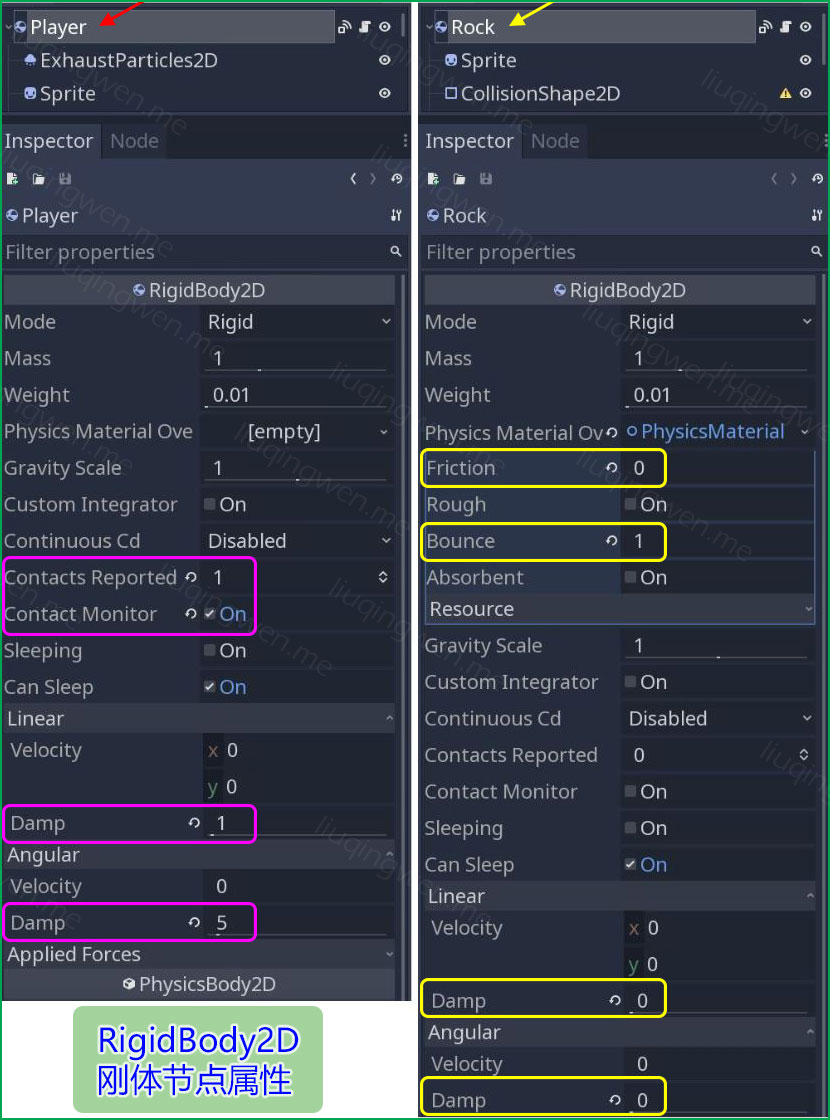 Player
ExhaustParticles2D
Sprite
Inspector
Node
Player
Filter properties
RigidBody2D
Mode Rigid
Mass 1
Weight 0.01
Physics Material Ove [empty]
Gravity Scale 1
Custom Integrator On
Continuous Cd Disabled
Contacts Reported 1
Contact Monitor On
Sleeping On
Can Sleep On
Linear
Velocity x 0
y 0
Damp 1
Angular
Velocity 0
Damp 5
Applied Forces
PhysicsBody2D
RigidBody2D
刚体节点属性
Rock
Sprite
CollisionShape2D
Inspector
Node
Rock
Filter properties
RigidBody2D
Mode Rigid
Mass 1
Weight 0.01
Physics Material Ov PhysicsMaterial
Friction 0
Rough On
Bounce 1
Absorbent On
Resource
Gravity Scale 1
Custom Integrator On
Continuous Cd Disabled
Contacts Reported 0
Contact Monitor On
Sleeping On
Can Sleep On
Linear
Velocity x 0
y 0
Damp 0
Angular
Velocity 0
Damp 0
liuqingwen.me